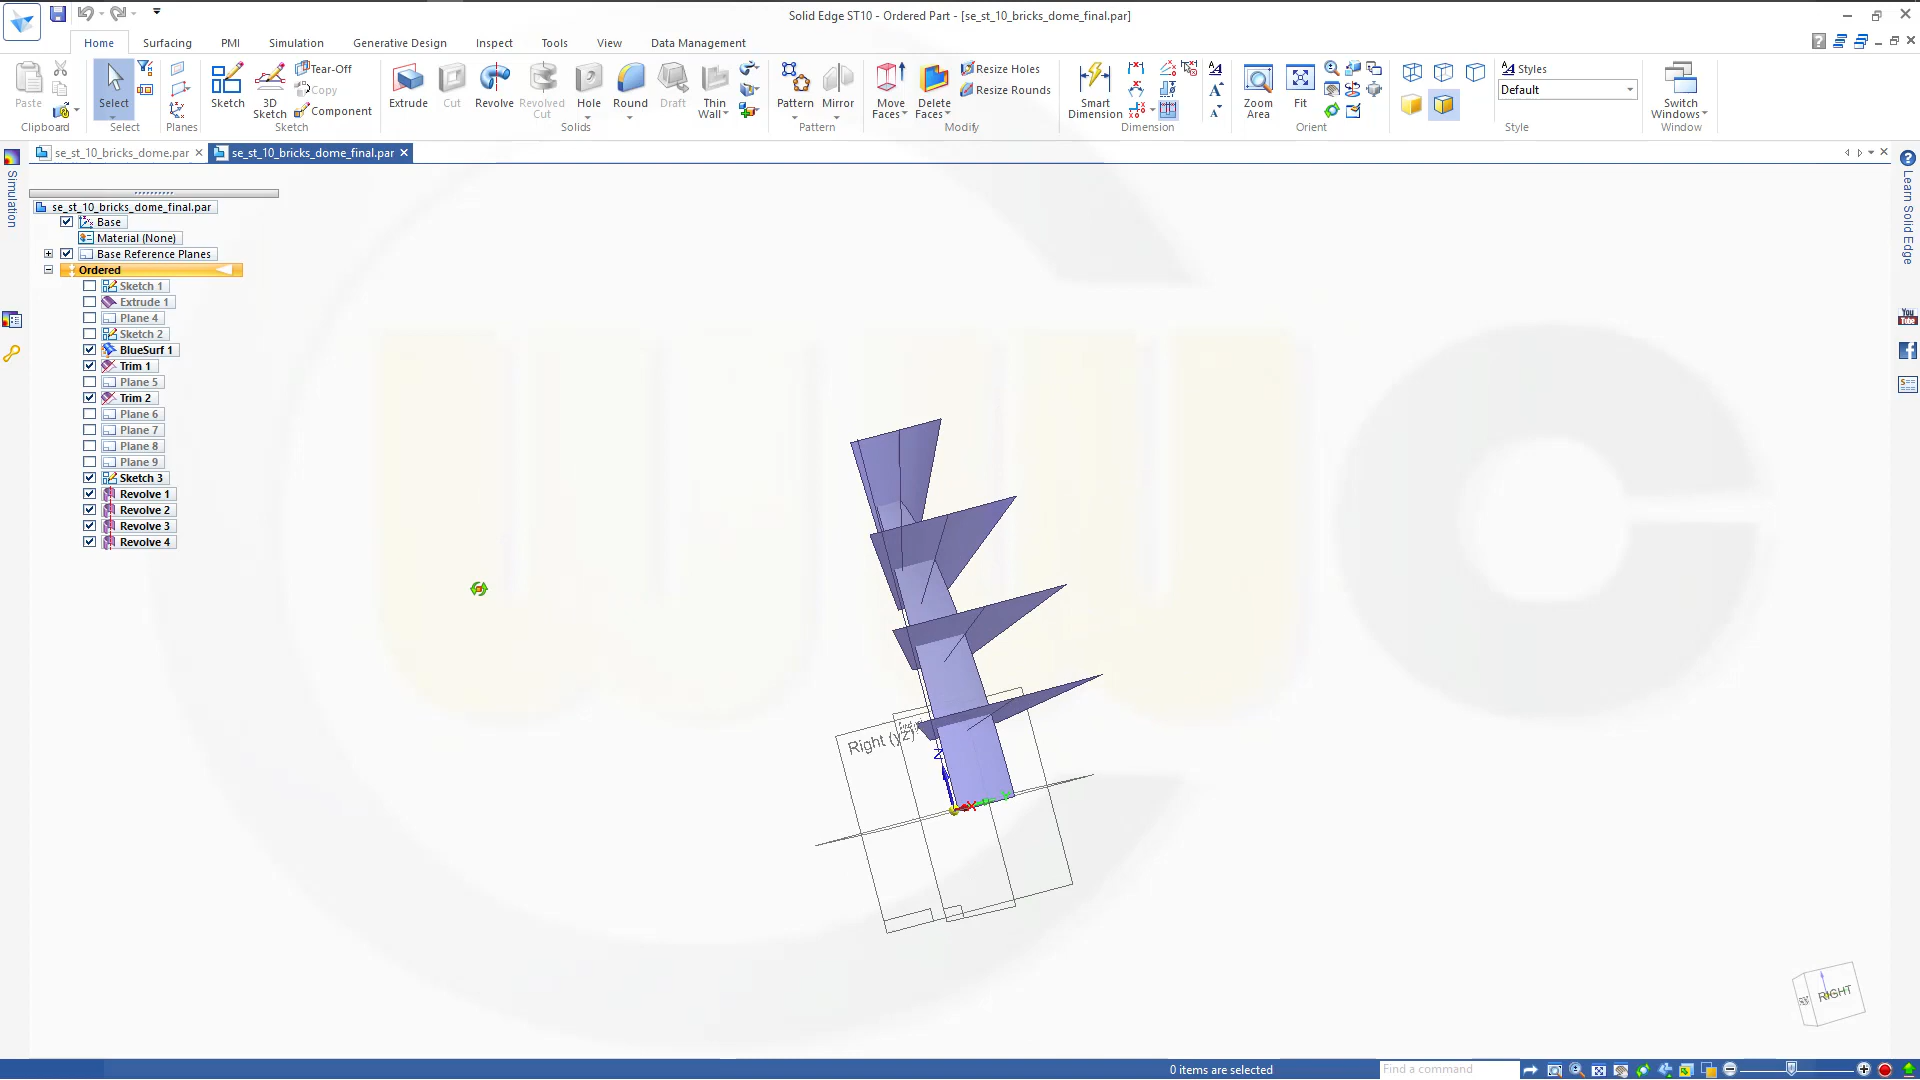 Solid Edge ST10 - Ordered Part - [se_st_10_bricks_dome_final.par]
Home Surfacing PMI Simulation Generative Design Inspect Tools View Data Management
Paste
Clipboard
Select
Select
Planes
Sketch
3D Sketch
Tear-Off
Copy
Component
Sketch
Extrude
Cut
Revolve
Revolved Cut
Hole
Round
Draft
Thin Wall
Solids
Pattern
Mirror
Pattern
Move Faces
Delete Faces
Resize Holes
Resize Rounds
Modify
Smart Dimension
Dimension
Zoom Area
Fit
Orient
Styles
Default
Style
Switch Windows
Window
se_st_10_bricks_dome.par
se_st_10_bricks_dome_final.par
Simulation
Learn Solid Edge
You Tube
se_st_10_bricks_dome_final.par
Base
Material (None)
Base Reference Planes
Ordered
Sketch 1
Extrude 1
Plane 4
Sketch 2
BlueSurf 1
Trim 1
Plane 5
Trim 2
Plane 6
Plane 7
Plane 8
Plane 9
Sketch 3
Revolve 1
Revolve 2
Revolve 3
Revolve 4
Right (yz)
Z
X
Y
RIGHT
0 items are selected
Find a command